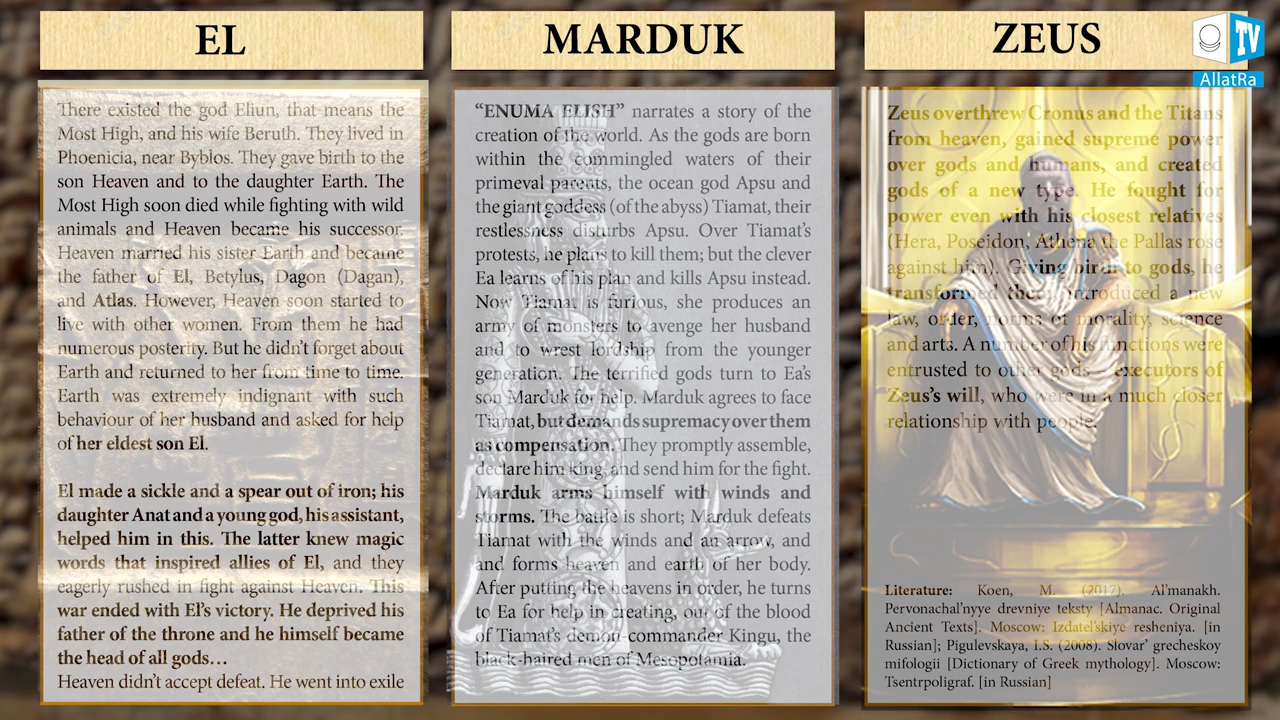 EL
There existed the god Eliun, that means the
Most High, and his wife Beruth. They lived in
Phoenicia, near Byblos. They gave birth to the
son Heaven and to the daughter Earth. The
Most High soon died while fighting with wild
animals and Heaven became his successor.
Heaven married his sister Earth and became
the father of El, Betylus, Dagon (Dagan),
and Atlas. However, Heaven soon started to
live with other women. From them he had
numerous posterity. But he didn't forget about
Earth and returned to her from time to time.
Earth was extremely indignant with such
behaviour of her husband and asked for help
of her eldest son El.
El made a sickle and a spear out of iron; his
daughter Anat and a young god, his assistant,
helped him in this. The latter knew magic
words that inspired allies of El, and they
eagerly rushed in fight against Heaven. This
war ended with El's victory. He deprived his
father of the throne and he himself became
the head of all gods…
Heaven didn't accept defeat. He went into exile
MARDUK
“ENUMA ELISH” narrates a story of the
creation of the world. As the gods are born
within the commingled waters of their
primeval parents, the ocean god Apsu and
the giant goddess (of the abyss) Tiamat, their
restlessness disturbs Apsu. Over Tiamat's
protests, he plans to kill them; but the clever
Ea learns of his plan and kills Apsu instead.
Now Tiamat is furious, she produces an
army of monsters to avenge her husband
and to wrest lordship from the younger
generation. The terrified gods turn to Ea's
son Marduk for help. Marduk agrees to face
Tiamat, but demands supremacy over them
as compensation. They promptly assemble,
declare him king, and send him for the fight.
Marduk arms himself with winds and
storms. The battle is short; Marduk defeats
Tiamat with the winds and an arrow, and
and forms heaven and earth of her body.
After putting the heavens in order, he turns
to Ea for help in creating, out of the blood
of Tiamat's demon-commander Kingu, the
black-haired men of Mesopotamia.
ZEUS
Zeus overthrew Cronus and the Titans
from heaven, gained supreme power
over gods and humans, and created
gods of a new type. He fought for
power even with his closest relatives
(Hera, Poseidon, Athena the Pallas rose
against him). Giving birth to gods, he
transformed them, introduced a new
law, order, norms of morality, science
and arts. A number of his functions were
entrusted to other gods – executors of
Zeus's will, who were in a much closer
relationship with people.
Literature: Koen, M. (2017). Al'manakh.
Pervonachal'nyye drevniye teksty [Almanac. Original
Ancient Texts]. Moscow: Izdatel'skiye resheniya. [in
Russian]; Pigulevskaya, I.S. (2008). Slovar' grecheskoy
mifologii [Dictionary of Greek mythology]. Moscow:
Tsentrpoligraf. [in Russian]
TV
AllatRa